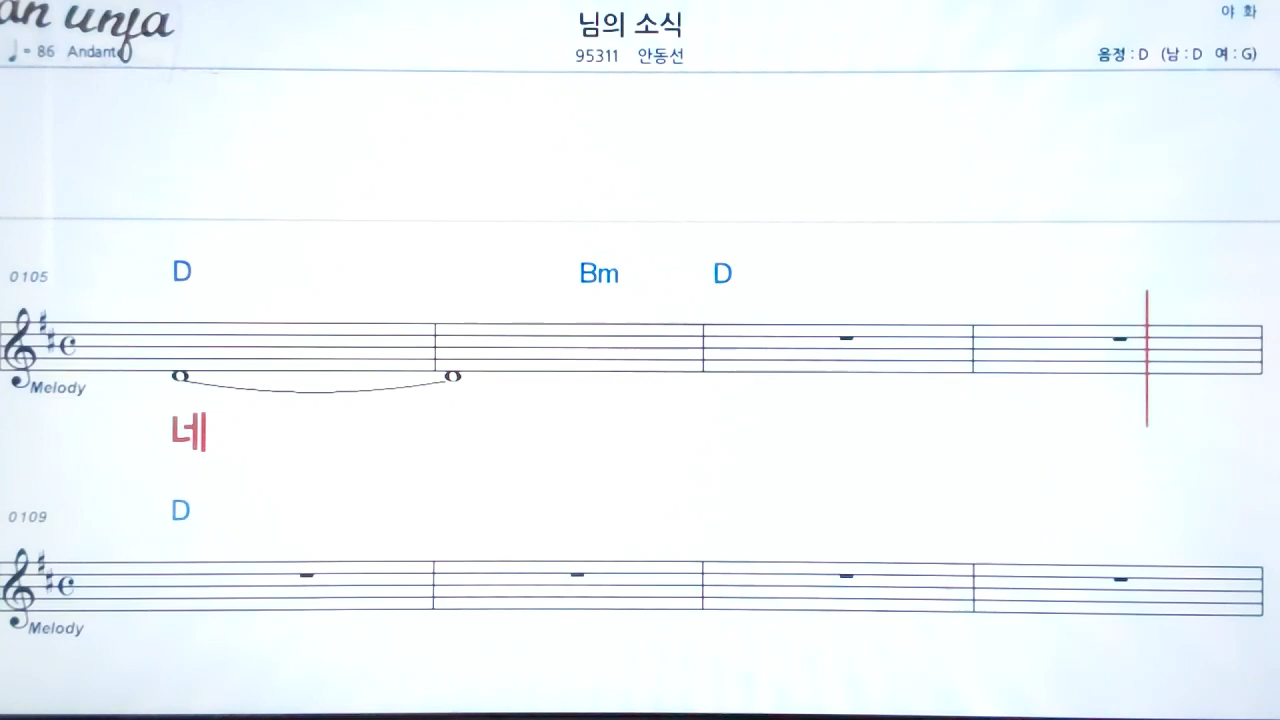 an unfa
님의 소식
야 화
♩= 86 Andante
95311 안동선
음정 : D (남 : D 여 : G)
D Bm D
0105
Melody
네
D
0109
Melody